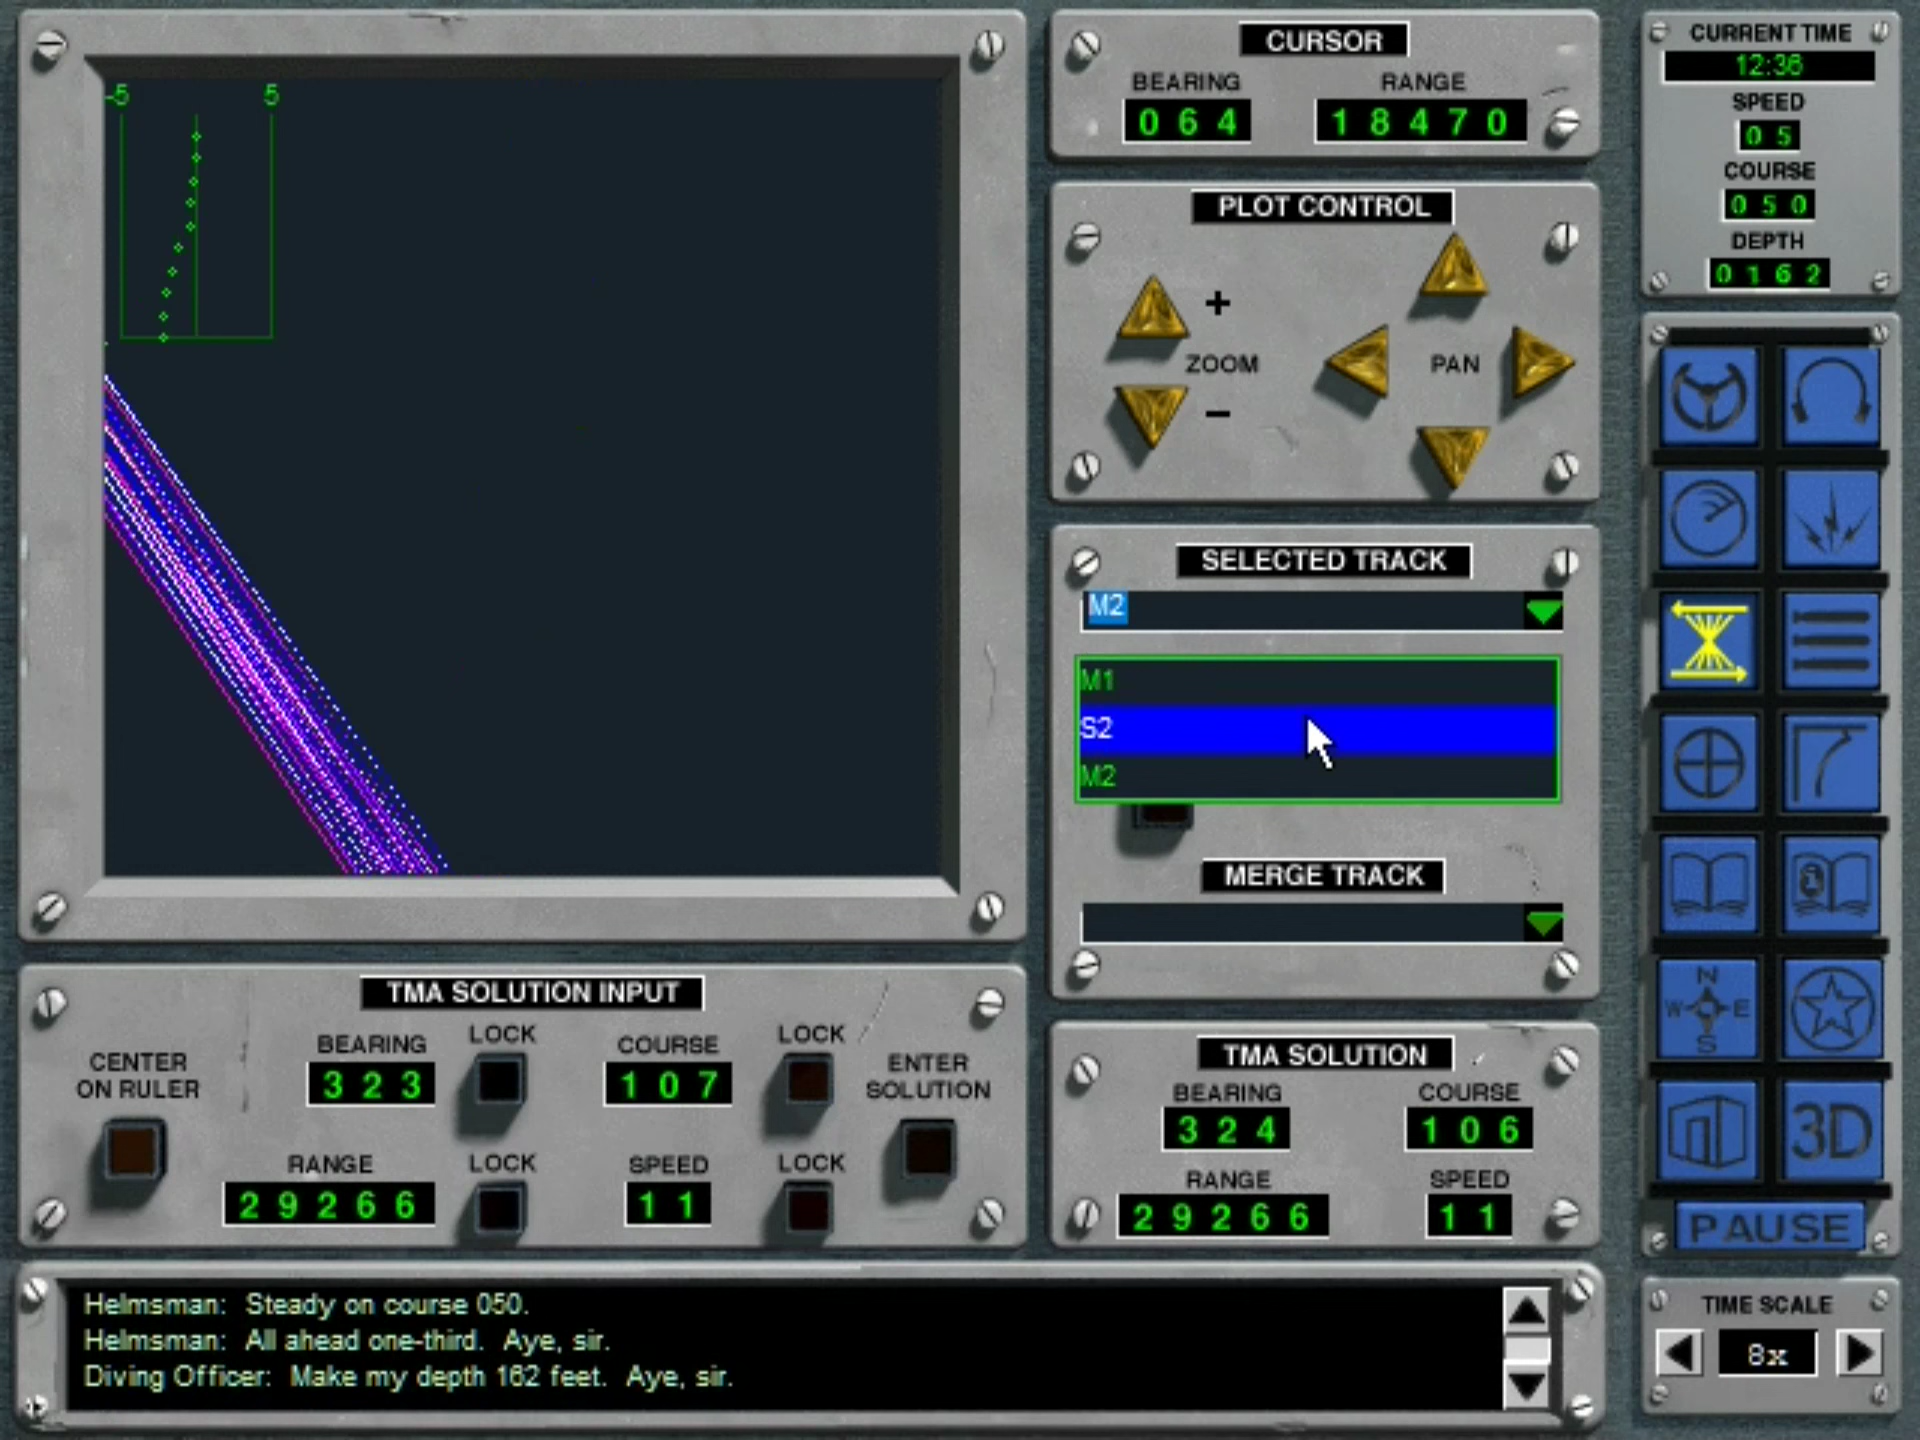 -5 5
CURSOR
BEARING RANGE
064 18470
PLOT CONTROL
+
ZOOM
−
PAN
SELECTED TRACK
M2
M1
S2
M2
MERGE TRACK
TMA SOLUTION INPUT
CENTER
ON RULER
BEARING
323
LOCK
COURSE
107
LOCK
ENTER
SOLUTION
RANGE
29266
LOCK
SPEED
11
LOCK
TMA SOLUTION
BEARING COURSE
324 106
RANGE SPEED
29266 11
Helmsman: Steady on course 050.
Helmsman: All ahead one-third. Aye, sir.
Diving Officer: Make my depth 162 feet. Aye, sir.
CURRENT TIME
12:36
SPEED
05
COURSE
050
DEPTH
0162
N
W E
S
3D
PAUSE
TIME SCALE
8x